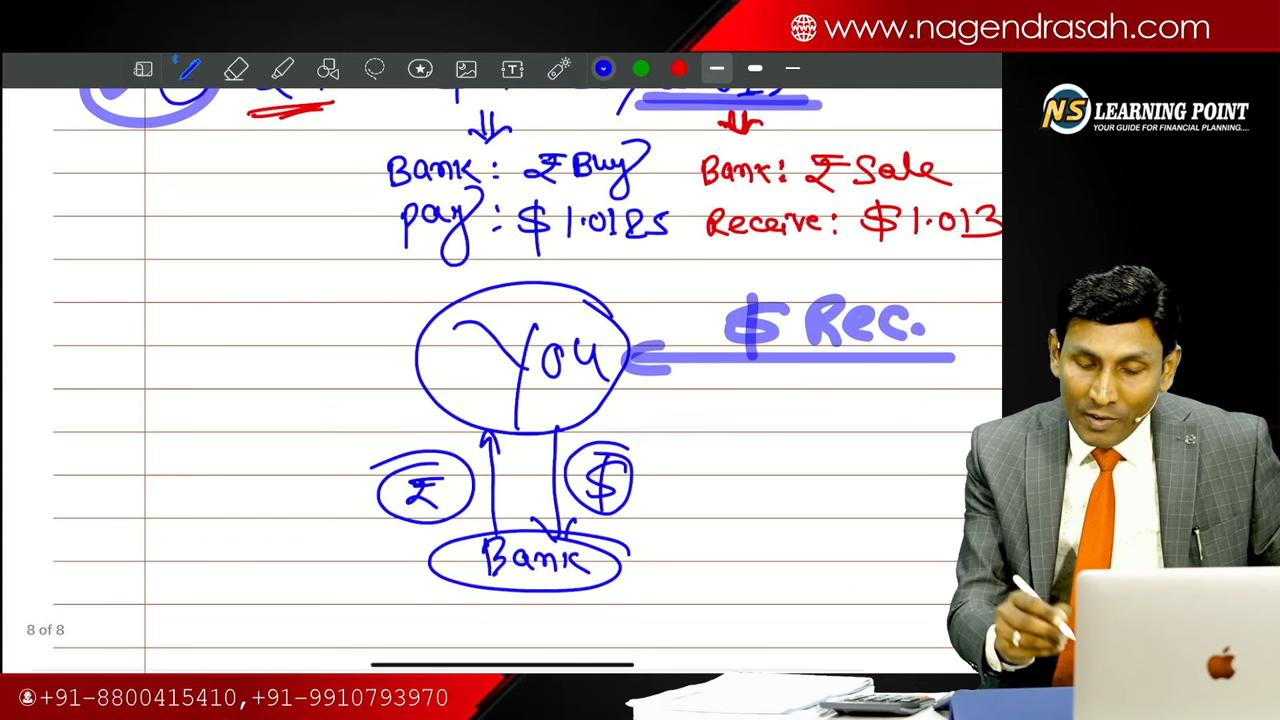 www.nagendrasah.com
NS LEARNING POINT
YOUR GUIDE FOR FINANCIAL PLANNING....
Bank: ₹ Buy
Pay: $ 1.0125
Bank: ₹ Sale
Receive: $ 1.013
You
$ Rec.
₹
$
Bank
8 of 8
+91-8800415410,+91-9910793970